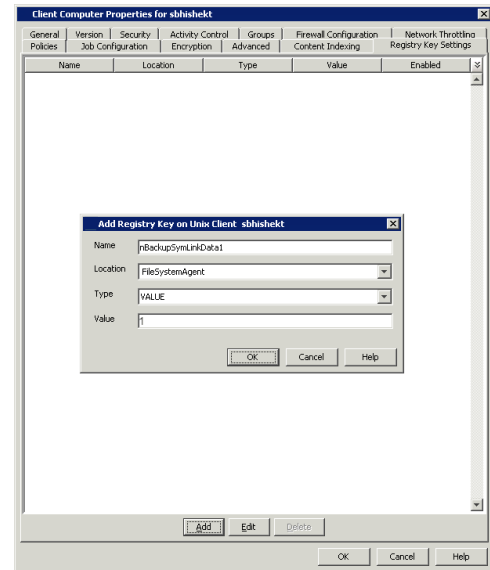 Client Computer Properties for sbhishekt
General Version Security Activity Control Groups Firewall Configuration Network Throttling
Policies Job Configuration Encryption Advanced Content Indexing Registry Key Settings
Name Location Type Value Enabled
Add Registry Key on Unix Client sbhishekt
Name nBackupSymLinkData1
Location FileSystemAgent
Type VALUE
Value 1
OK Cancel Help
Add Edit Delete
OK Cancel Help